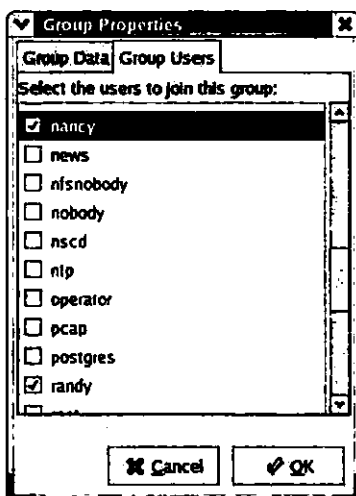 Group Properties
Group Data Group Users
Select the users to join this group:
nancy
news
nfsnobody
nobody
nscd
ntp
operator
pcap
postgres
randy
Cancel OK